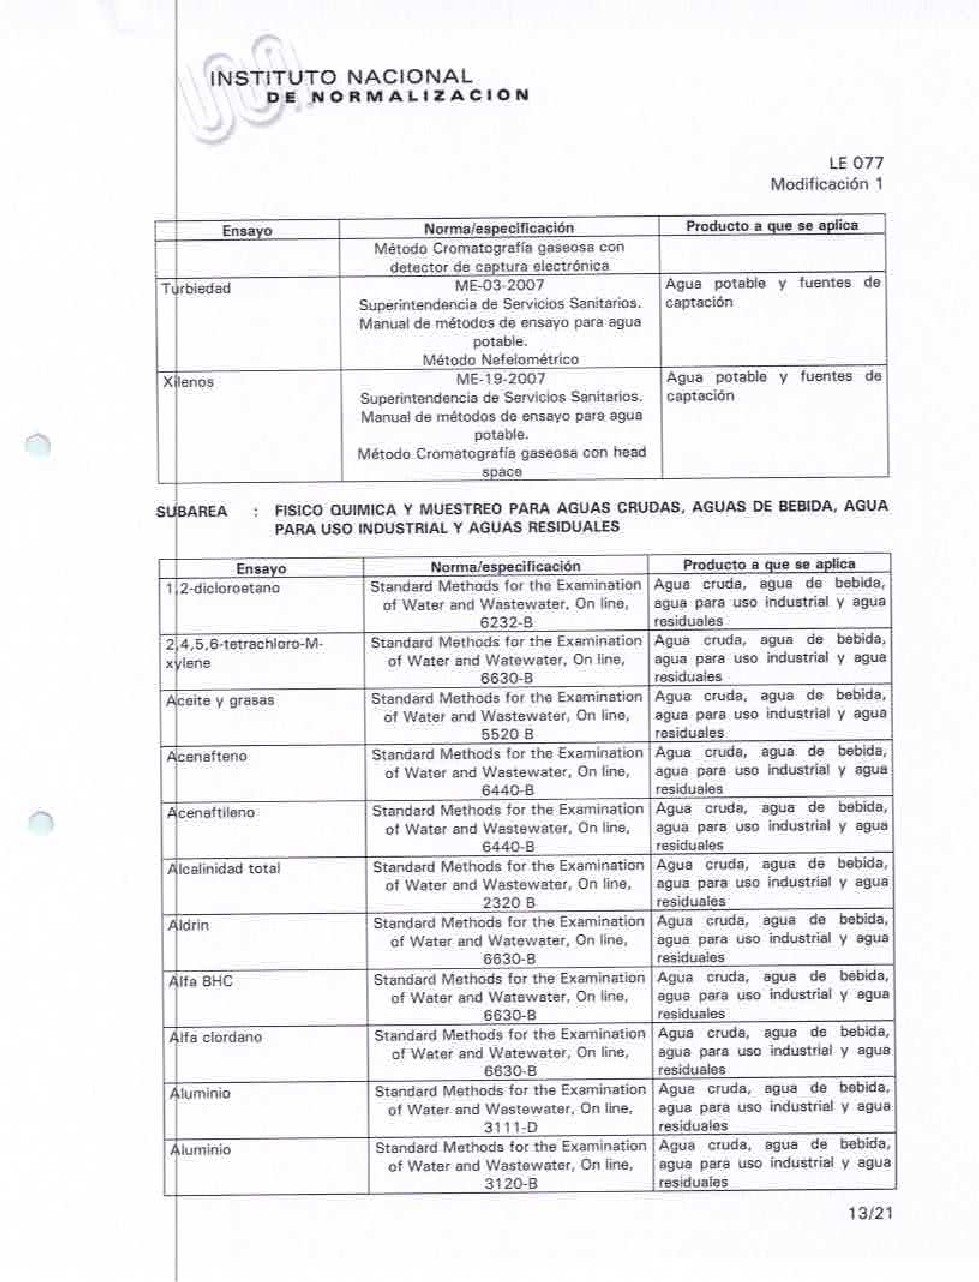 INSTITUTO NACIONAL
DE NORMALIZACION
LE 077
Modificación 1
Ensayo
Norma/especificación
Producto a que se aplica
Método Cromatografía gaseosa con
detector de captura electrónica
Turbiedad
ME-03-2007
Superintendencia de Servicios Sanitarios.
Manual de métodos de ensayo para agua
potable.
Método Nefelométrico
Agua potable y fuentes de
captación
Xilenos
ME-19-2007
Superintendencia de Servicios Sanitarios.
Manual de métodos de ensayo para agua
potable.
Método Cromatografía gaseosa con head
space
Agua potable y fuentes de
captación
SUBAREA : FISICO QUIMICA Y MUESTREO PARA AGUAS CRUDAS, AGUAS DE BEBIDA, AGUA
PARA USO INDUSTRIAL Y AGUAS RESIDUALES
Ensayo
Norma/especificación
Producto a que se aplica
1,2-dicloroetano
Standard Methods for the Examination
of Water and Wastewater, On line,
6232-B
Agua cruda, agua de bebida,
agua para uso industrial y agua
residuales
2,4,5,6-tetrachloro-M-
xylene
Standard Methods for the Examination
of Water and Watewater, On line,
6630-B
Agua cruda, agua de bebida,
agua para uso industrial y agua
residuales
Aceite y grasas
Standard Methods for the Examination
of Water and Wastewater, On line,
5520 B
Agua cruda, agua de bebida,
agua para uso industrial y agua
residuales
Acenafteno
Standard Methods for the Examination
of Water and Wastewater, On line,
6440-B
Agua cruda, agua de bebida,
agua para uso industrial y agua
residuales
Acenaftileno
Standard Methods for the Examination
of Water and Wastewater, On line,
6440-B
Agua cruda, agua de bebida,
agua para uso industrial y agua
residuales
Alcalinidad total
Standard Methods for the Examination
of Water and Wastewater, On line,
2320 B
Agua cruda, agua de bebida,
agua para uso industrial y agua
residuales
Aldrin
Standard Methods for the Examination
of Water and Watewater, On line,
6630-B
Agua cruda, agua de bebida,
agua para uso industrial y agua
residuales
Alfa BHC
Standard Methods for the Examination
of Water and Watewater, On line,
6630-B
Agua cruda, agua de bebida,
agua para uso industrial y agua
residuales
Alfa clordano
Standard Methods for the Examination
of Water and Watewater, On line,
6630-B
Agua cruda, agua de bebida,
agua para uso industrial y agua
residuales
Aluminio
Standard Methods for the Examination
of Water and Wastewater, On line,
3111-D
Agua cruda, agua de bebida,
agua para uso industrial y agua
residuales
Aluminio
Standard Methods for the Examination
of Water and Wastewater, On line,
3120-B
Agua cruda, agua de bebida,
agua para uso industrial y agua
residuales
13/21